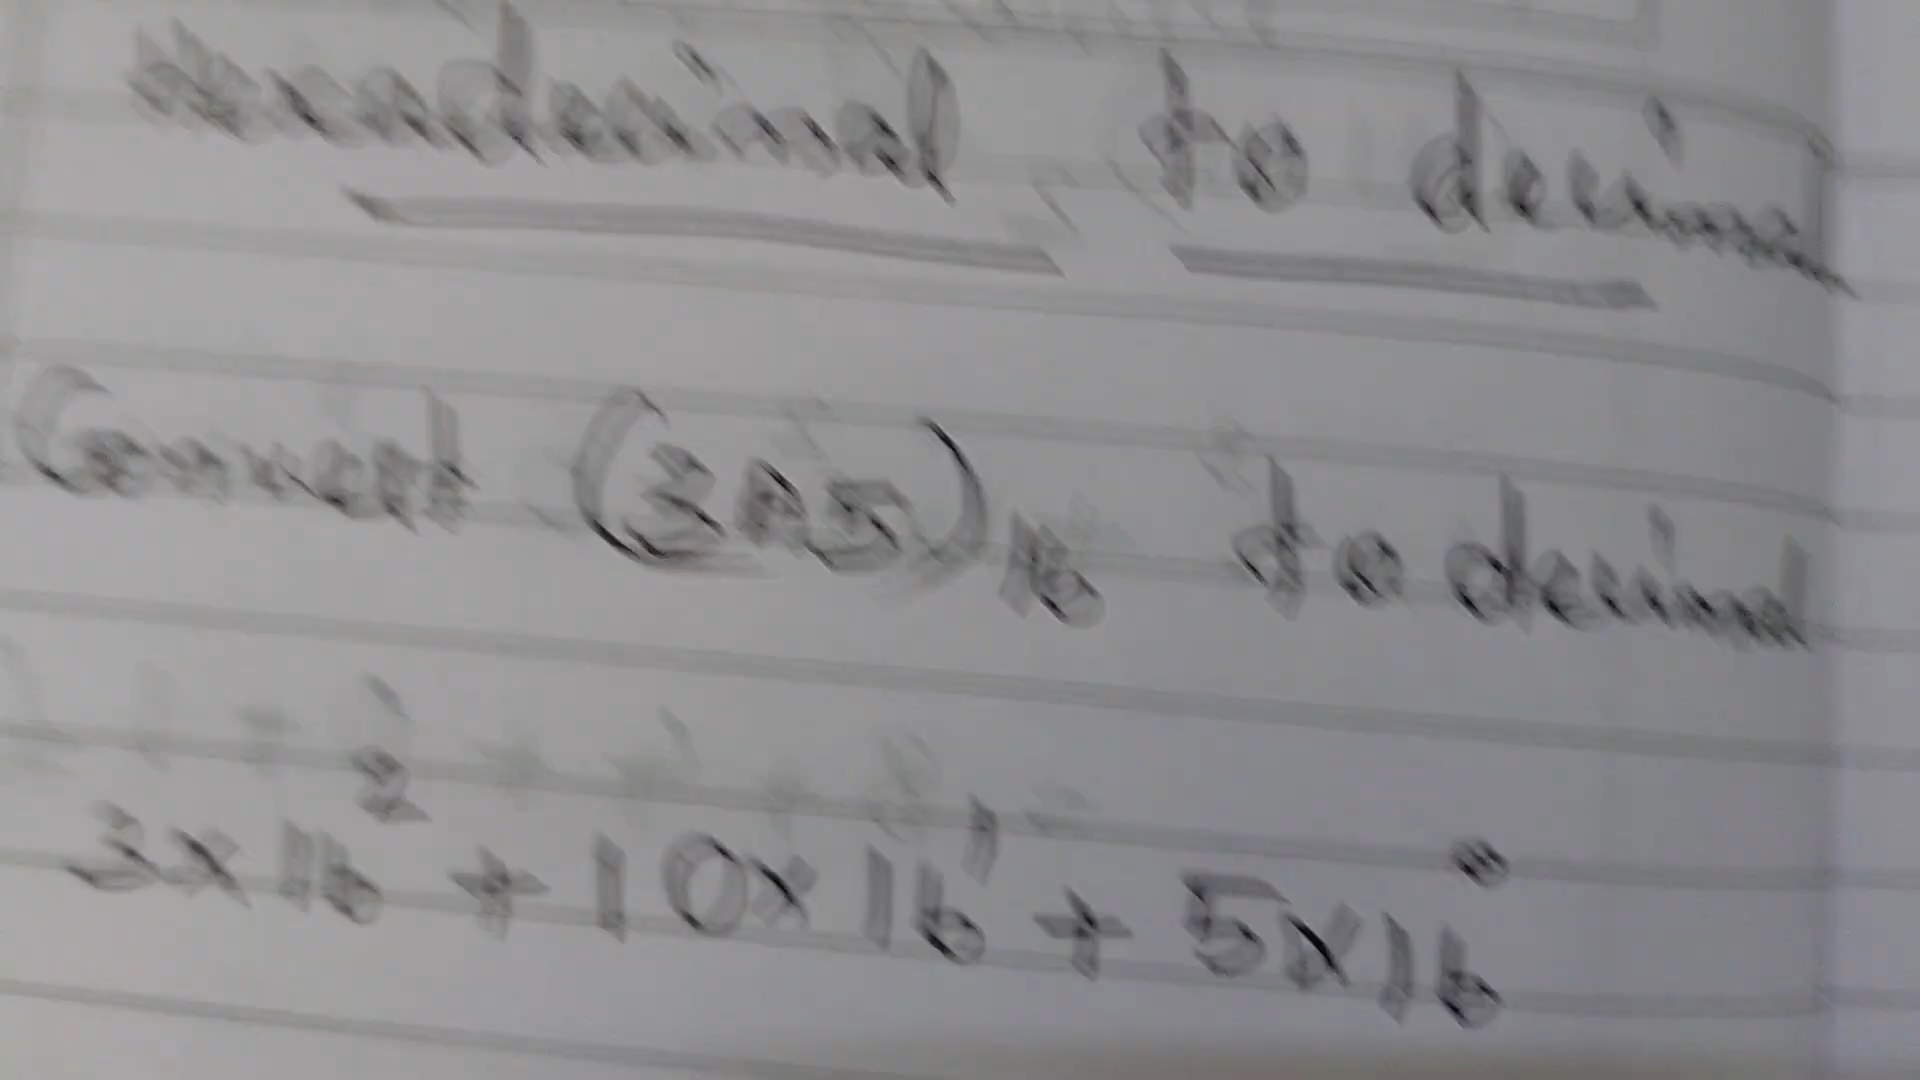 Hexadecimal to decimal
Convert (3A5)₁₆ to decimal
3×16² + 10×16¹ + 5×16⁰